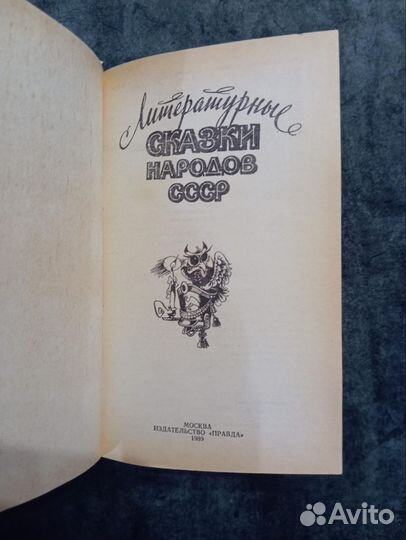 Литературные
СКАЗКИ
НАРОДОВ
СССР
МОСКВА
ИЗДАТЕЛЬСТВО «ПРАВДА»
1989
Avito